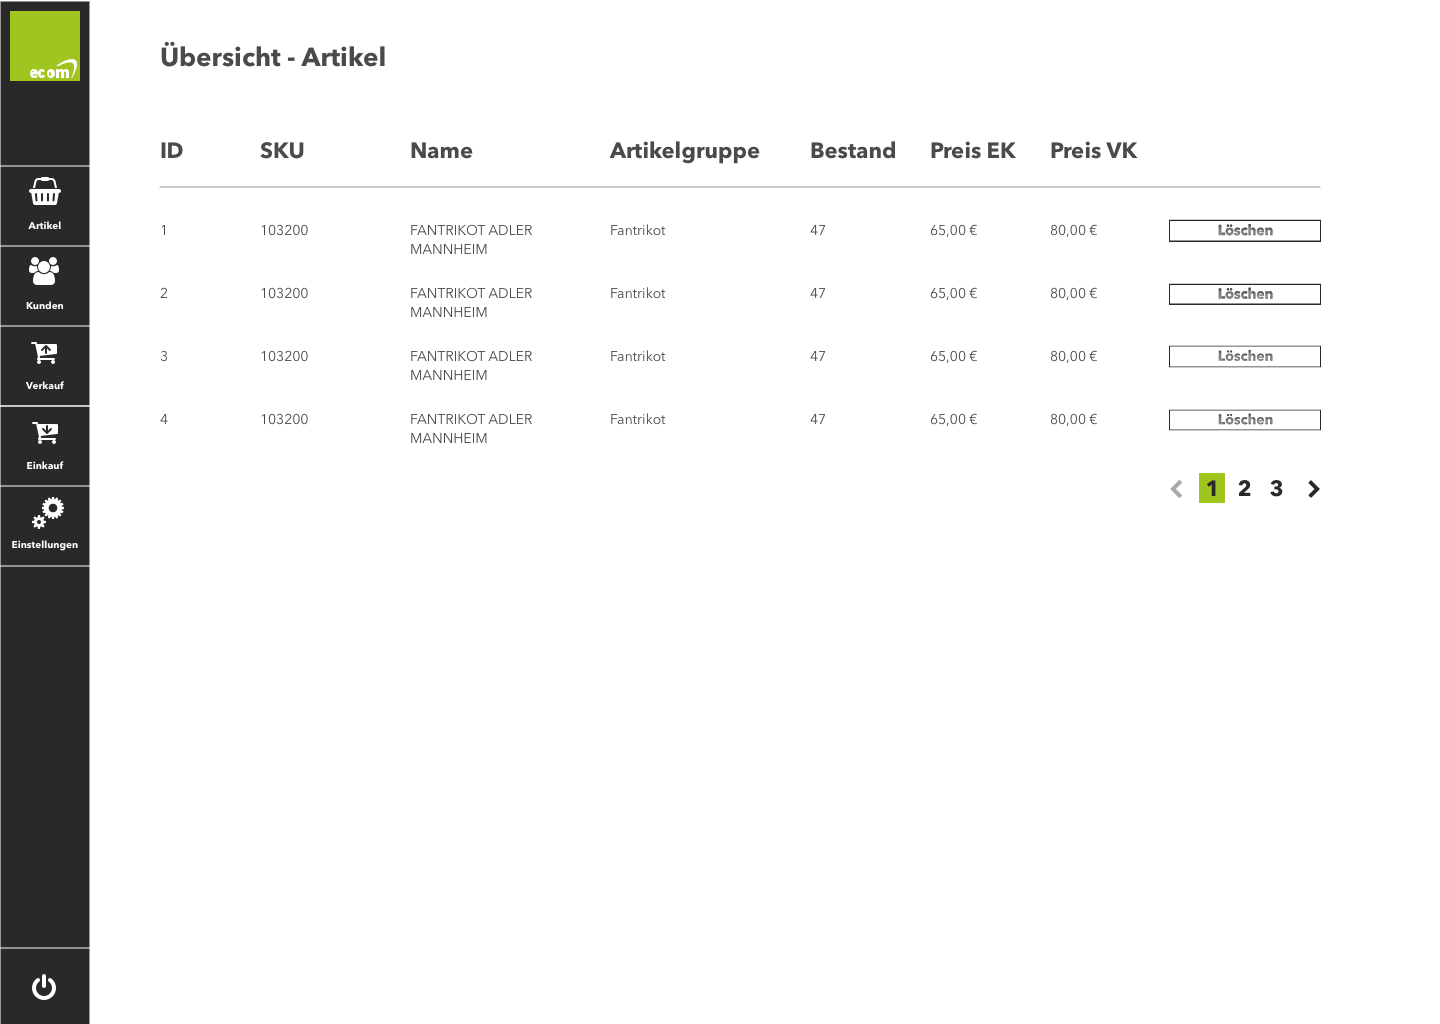 ecom
Übersicht - Artikel
ID SKU Name Artikelgruppe Bestand Preis EK Preis VK
1 103200 FANTRIKOT ADLER Fantrikot 47 65,00 € 80,00 € Löschen
MANNHEIM
2 103200 FANTRIKOT ADLER Fantrikot 47 65,00 € 80,00 € Löschen
MANNHEIM
3 103200 FANTRIKOT ADLER Fantrikot 47 65,00 € 80,00 € Löschen
MANNHEIM
4 103200 FANTRIKOT ADLER Fantrikot 47 65,00 € 80,00 € Löschen
MANNHEIM
1 2 3
Artikel
Kunden
Verkauf
Einkauf
Einstellungen